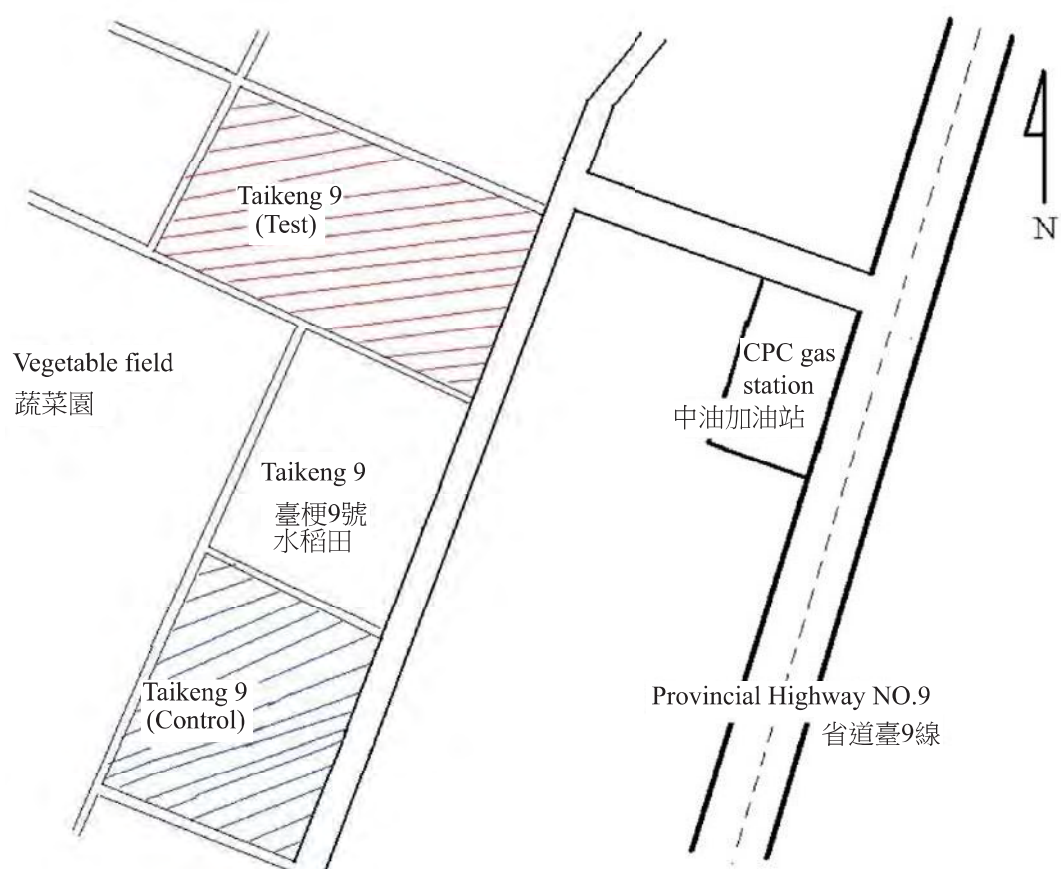 Taikeng 9
(Test)
N
Vegetable field
蔬菜園
CPC gas
station
中油加油站
Taikeng 9
臺梗9號
水稻田
Taikeng 9
(Control)
Provincial Highway NO.9
省道臺9線